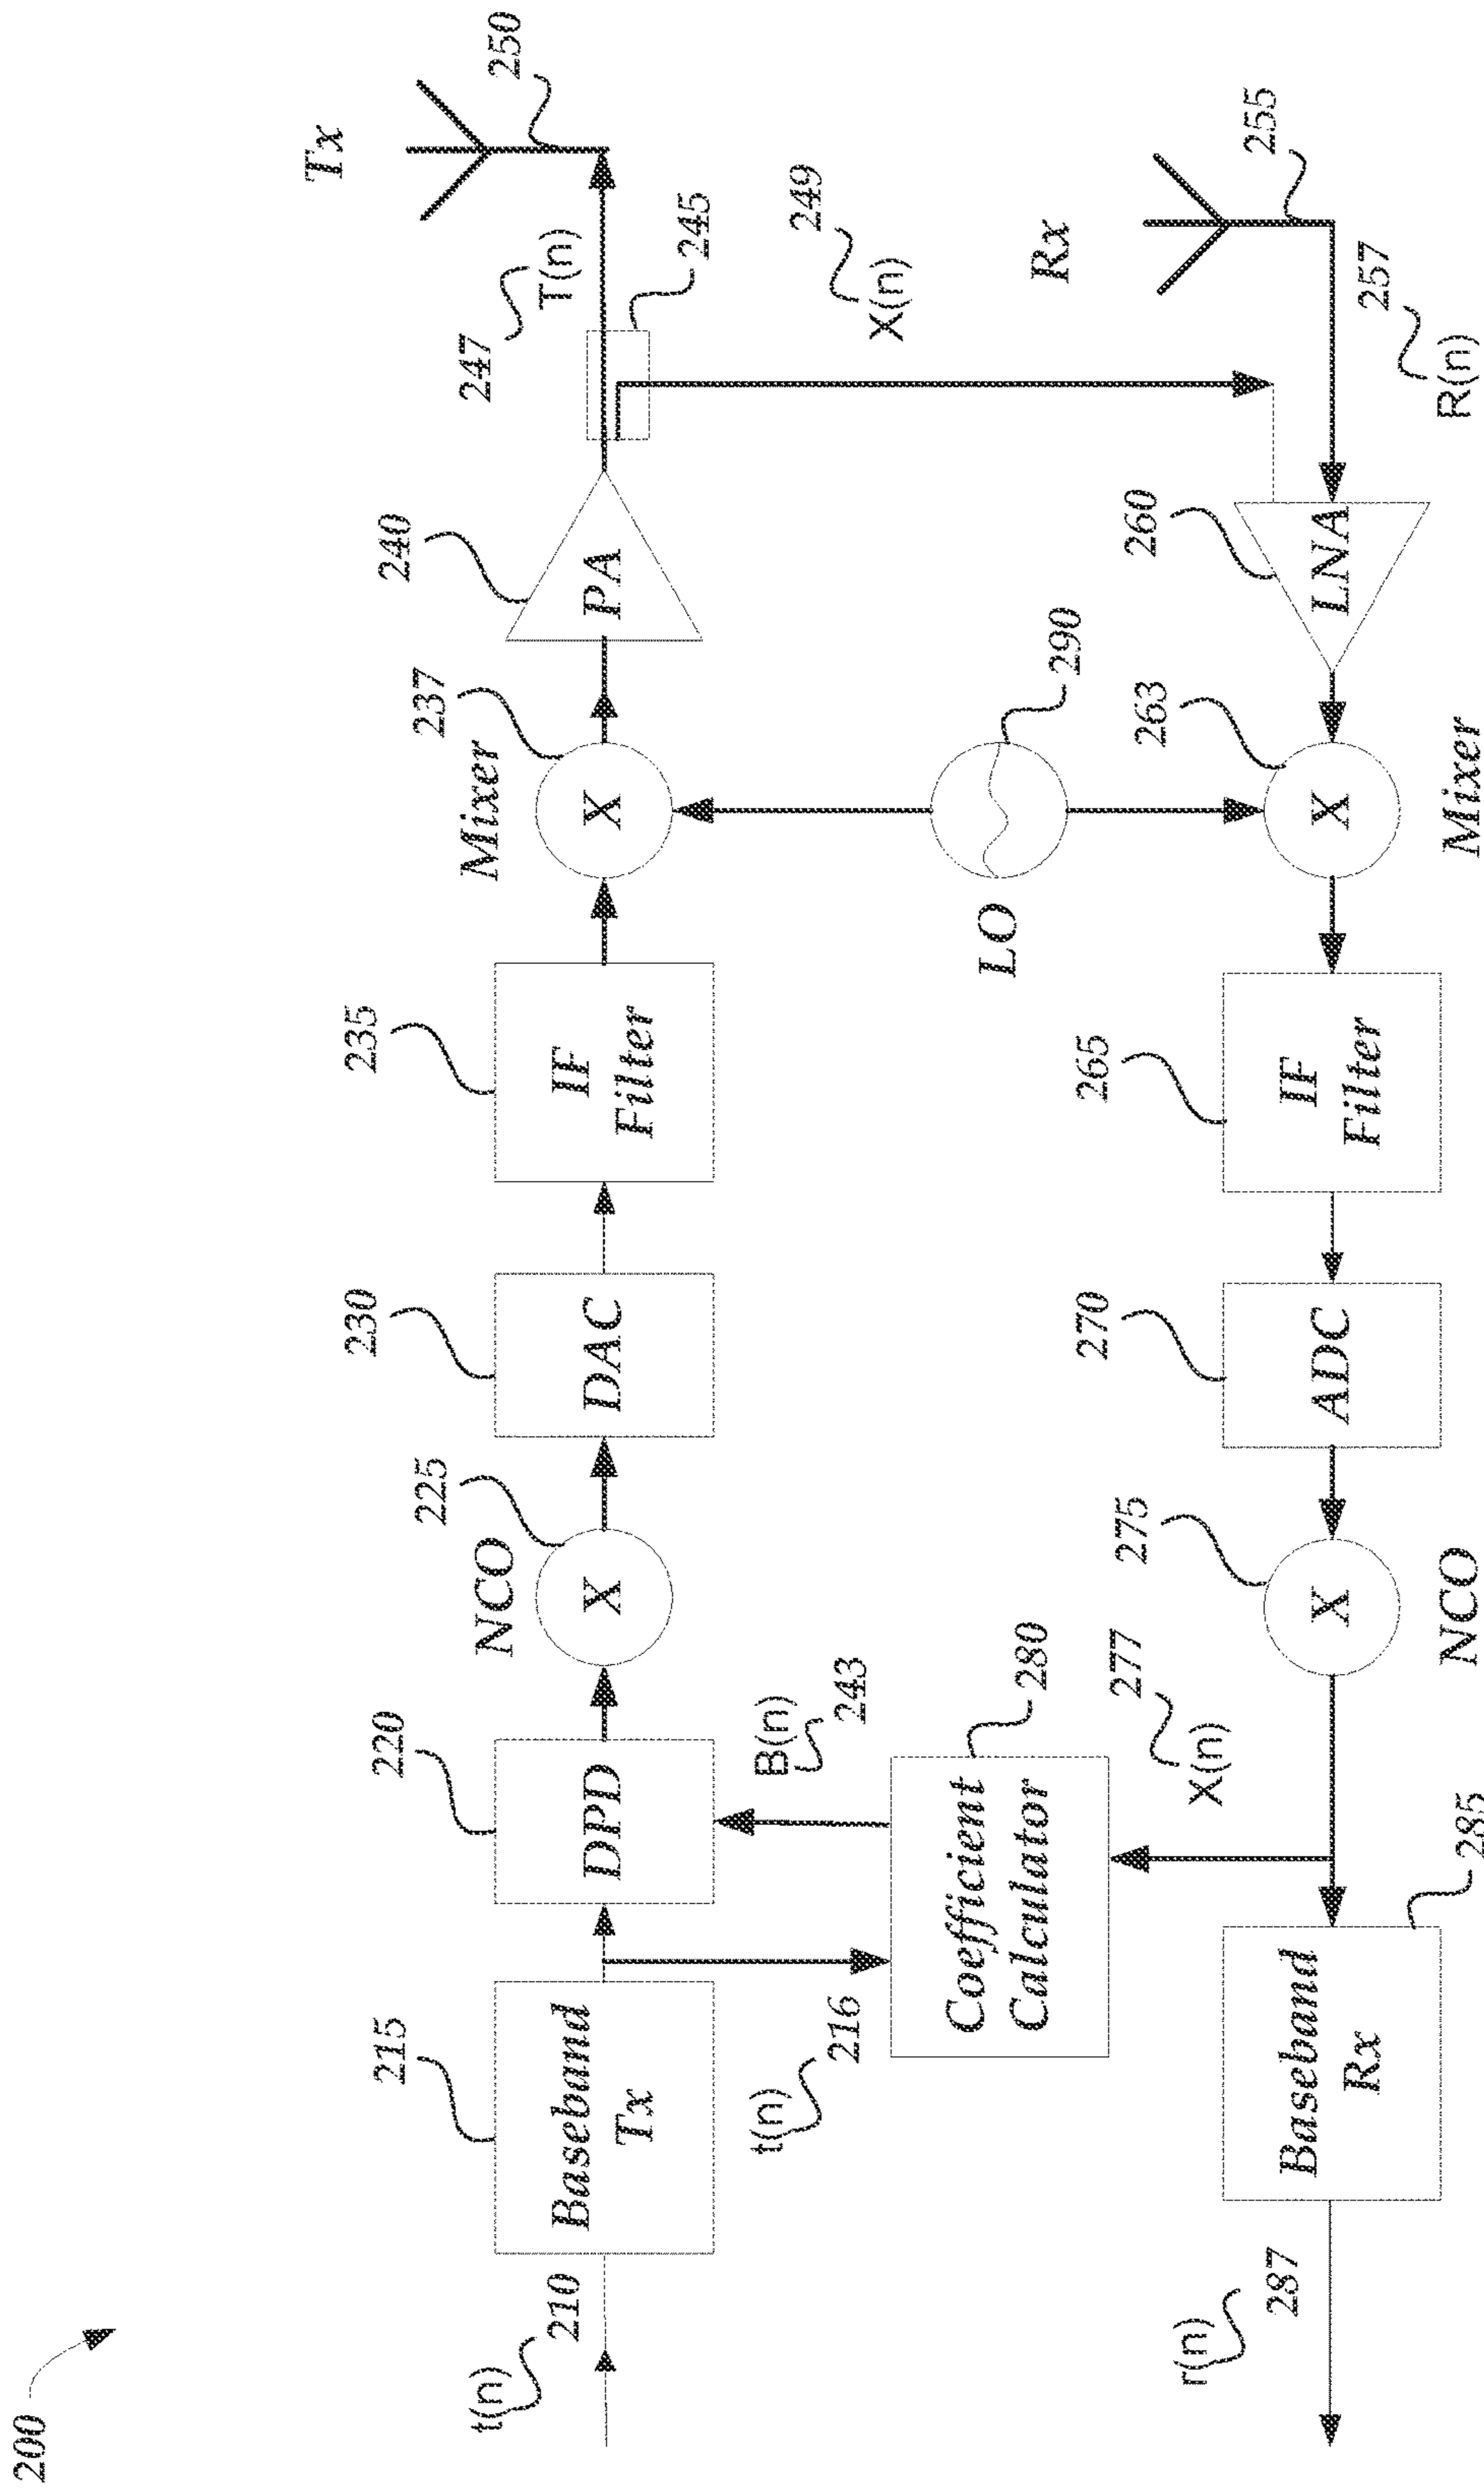 200
t(n)
210
Baseband
Tx
215
t(n)
216
DPD
220
B(n)
243
NCO
X
225
DAC
230
IF
Filter
235
Mixer
X
237
PA
240
247
T(n)
245
Tx
250
X(n)
249
LO
290
Coefficient
Calculator
280
Rx
255
257
R(n)
LNA
260
X
263
Mixer
IF
Filter
265
ADC
270
X
275
NCO
X(n)
277
Baseband
Rx
285
r(n)
287